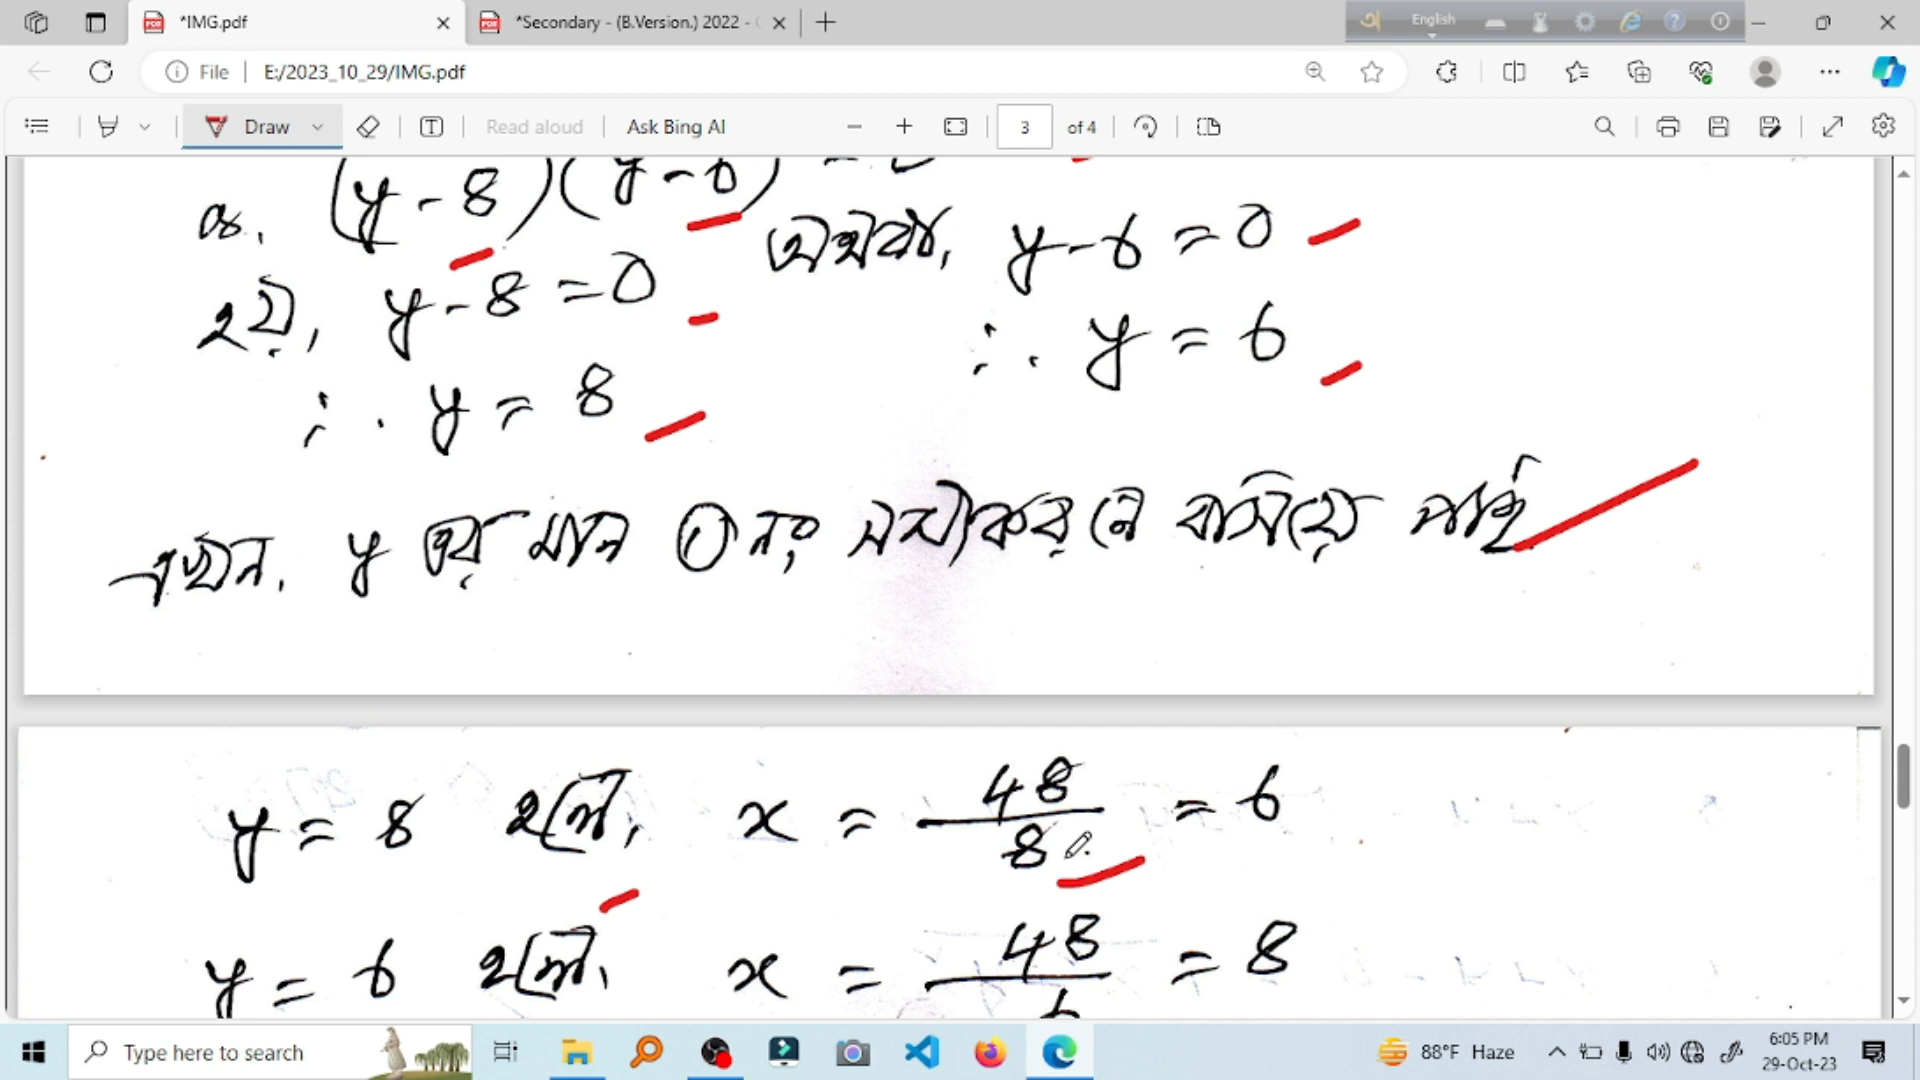 *IMG.pdf
*Secondary - (B.Version.) 2022 -
English
File
E:/2023_10_29/IMG.pdf
Draw
Read aloud
Ask Bing AI
3 of 4
বা, (y-8)(y-6) =
হয়, y-8 =0 অথবা, y-6 =0
∴ y = 8 ∴ y = 6
এখন, y এর মান ① নং সমীকরণে বসিয়ে পাই
y = 8 হলে, x = 48/8 = 6
y = 6 হলে, x = 48/6 = 8
Type here to search
88°F Haze
6:05 PM
29-Oct-23